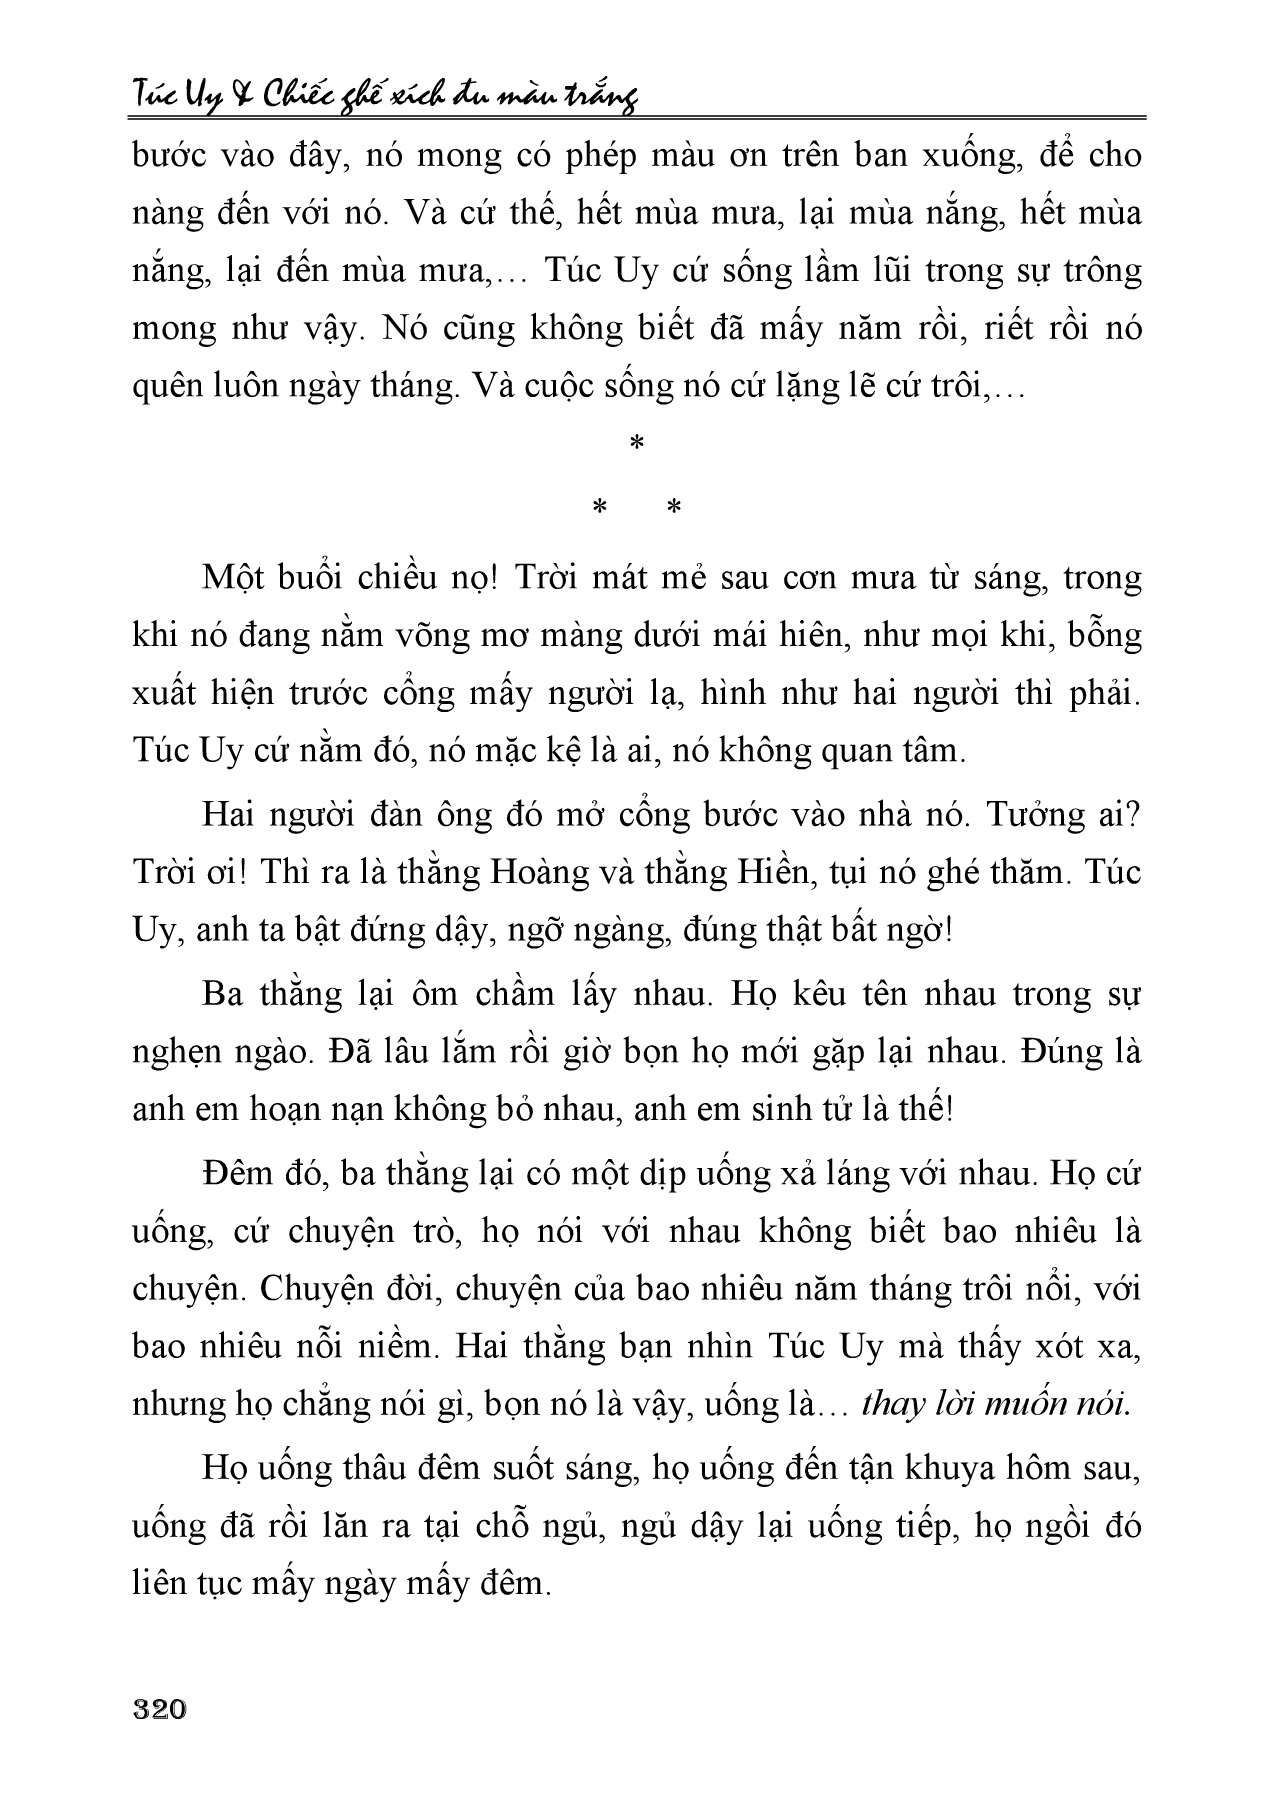 Túc Uy & Chiếc ghế xích đu màu trắng
bước vào đây, nó mong có phép màu ơn trên ban xuống, để cho
nàng đến với nó. Và cứ thế, hết mùa mưa, lại mùa nắng, hết mùa
nắng, lại đến mùa mưa,… Túc Uy cứ sống lầm lũi trong sự trông
mong như vậy. Nó cũng không biết đã mấy năm rồi, riết rồi nó
quên luôn ngày tháng. Và cuộc sống nó cứ lặng lẽ cứ trôi,…
*
* *
Một buổi chiều nọ! Trời mát mẻ sau cơn mưa từ sáng, trong
khi nó đang nằm võng mơ màng dưới mái hiên, như mọi khi, bỗng
xuất hiện trước cổng mấy người lạ, hình như hai người thì phải.
Túc Uy cứ nằm đó, nó mặc kệ là ai, nó không quan tâm.
Hai người đàn ông đó mở cổng bước vào nhà nó. Tưởng ai?
Trời ơi! Thì ra là thằng Hoàng và thằng Hiền, tụi nó ghé thăm. Túc
Uy, anh ta bật đứng dậy, ngỡ ngàng, đúng thật bất ngờ!
Ba thằng lại ôm chầm lấy nhau. Họ kêu tên nhau trong sự
nghẹn ngào. Đã lâu lắm rồi giờ bọn họ mới gặp lại nhau. Đúng là
anh em hoạn nạn không bỏ nhau, anh em sinh tử là thế!
Đêm đó, ba thằng lại có một dịp uống xả láng với nhau. Họ cứ
uống, cứ chuyện trò, họ nói với nhau không biết bao nhiêu là
chuyện. Chuyện đời, chuyện của bao nhiêu năm tháng trôi nổi, với
bao nhiêu nỗi niềm. Hai thằng bạn nhìn Túc Uy mà thấy xót xa,
nhưng họ chẳng nói gì, bọn nó là vậy, uống là… thay lời muốn nói.
Họ uống thâu đêm suốt sáng, họ uống đến tận khuya hôm sau,
uống đã rồi lăn ra tại chỗ ngủ, ngủ dậy lại uống tiếp, họ ngồi đó
liên tục mấy ngày mấy đêm.
320